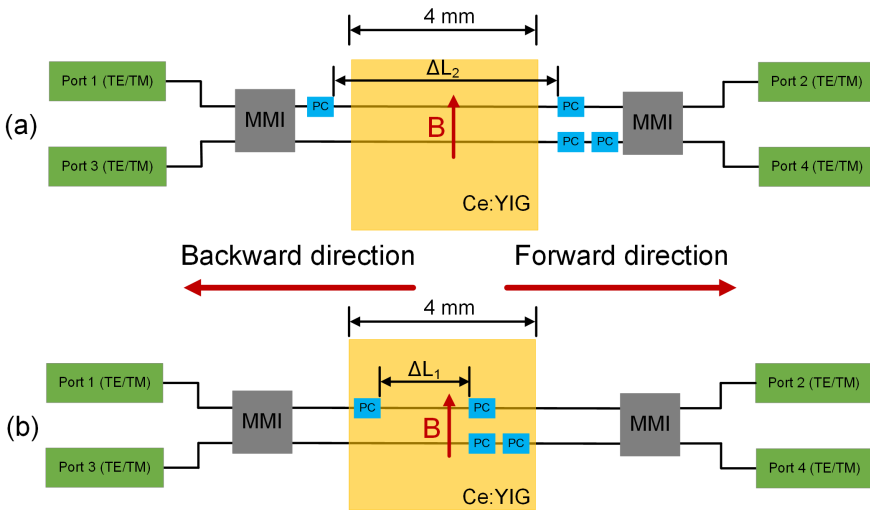 4 mm
ΔL₂
Port 1 (TE/TM)
Port 2 (TE/TM)
PC
PC
MMI
MMI
(a)
B
PC
PC
Port 3 (TE/TM)
Port 4 (TE/TM)
Ce:YIG
Backward direction
Forward direction
4 mm
ΔL₁
Port 1 (TE/TM)
Port 2 (TE/TM)
PC
PC
MMI
MMI
(b)
B
PC
PC
Port 3 (TE/TM)
Port 4 (TE/TM)
Ce:YIG